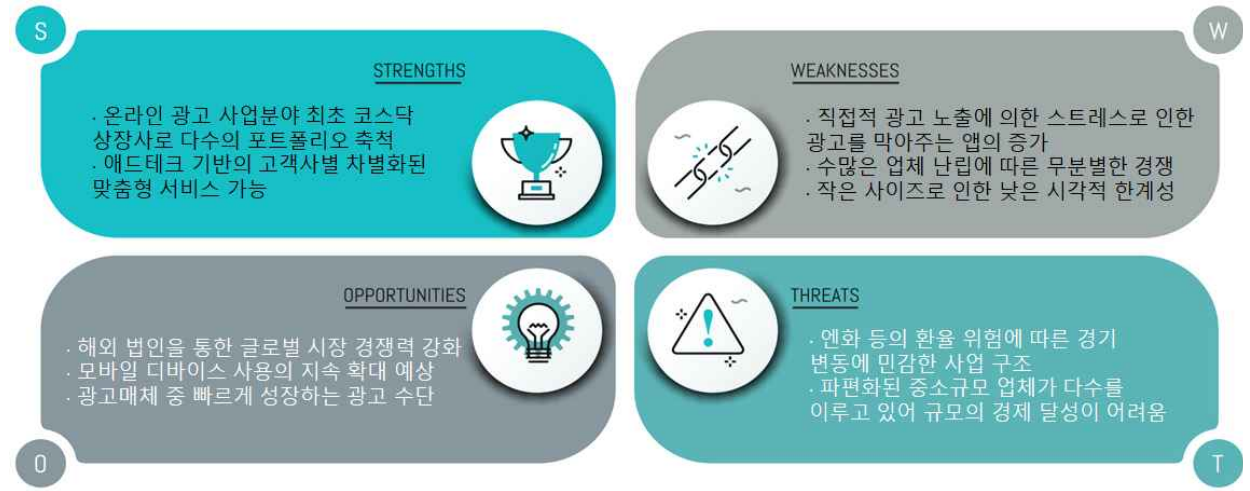 S
STRENGTHS
· 온라인 광고 사업분야 최초 코스닥
상장사로 다수의 포트폴리오 축척
· 애드테크 기반의 고객사별 차별화된
맞춤형 서비스 가능
W
WEAKNESSES
· 직접적 광고 노출에 의한 스트레스로 인한
광고를 막아주는 앱의 증가
· 수많은 업체 난립에 따른 무분별한 경쟁
· 작은 사이즈로 인한 낮은 시각적 한계성
OPPORTUNITIES
· 해외 법인을 통한 글로벌 시장 경쟁력 강화
· 모바일 디바이스 사용의 지속 확대 예상
· 광고매체 중 빠르게 성장하는 광고 수단
O
THREATS
· 엔화 등의 환율 위험에 따른 경기
변동에 민감한 사업 구조
· 파편화된 중소규모 업체가 다수를
이루고 있어 규모의 경제 달성이 어려움
T